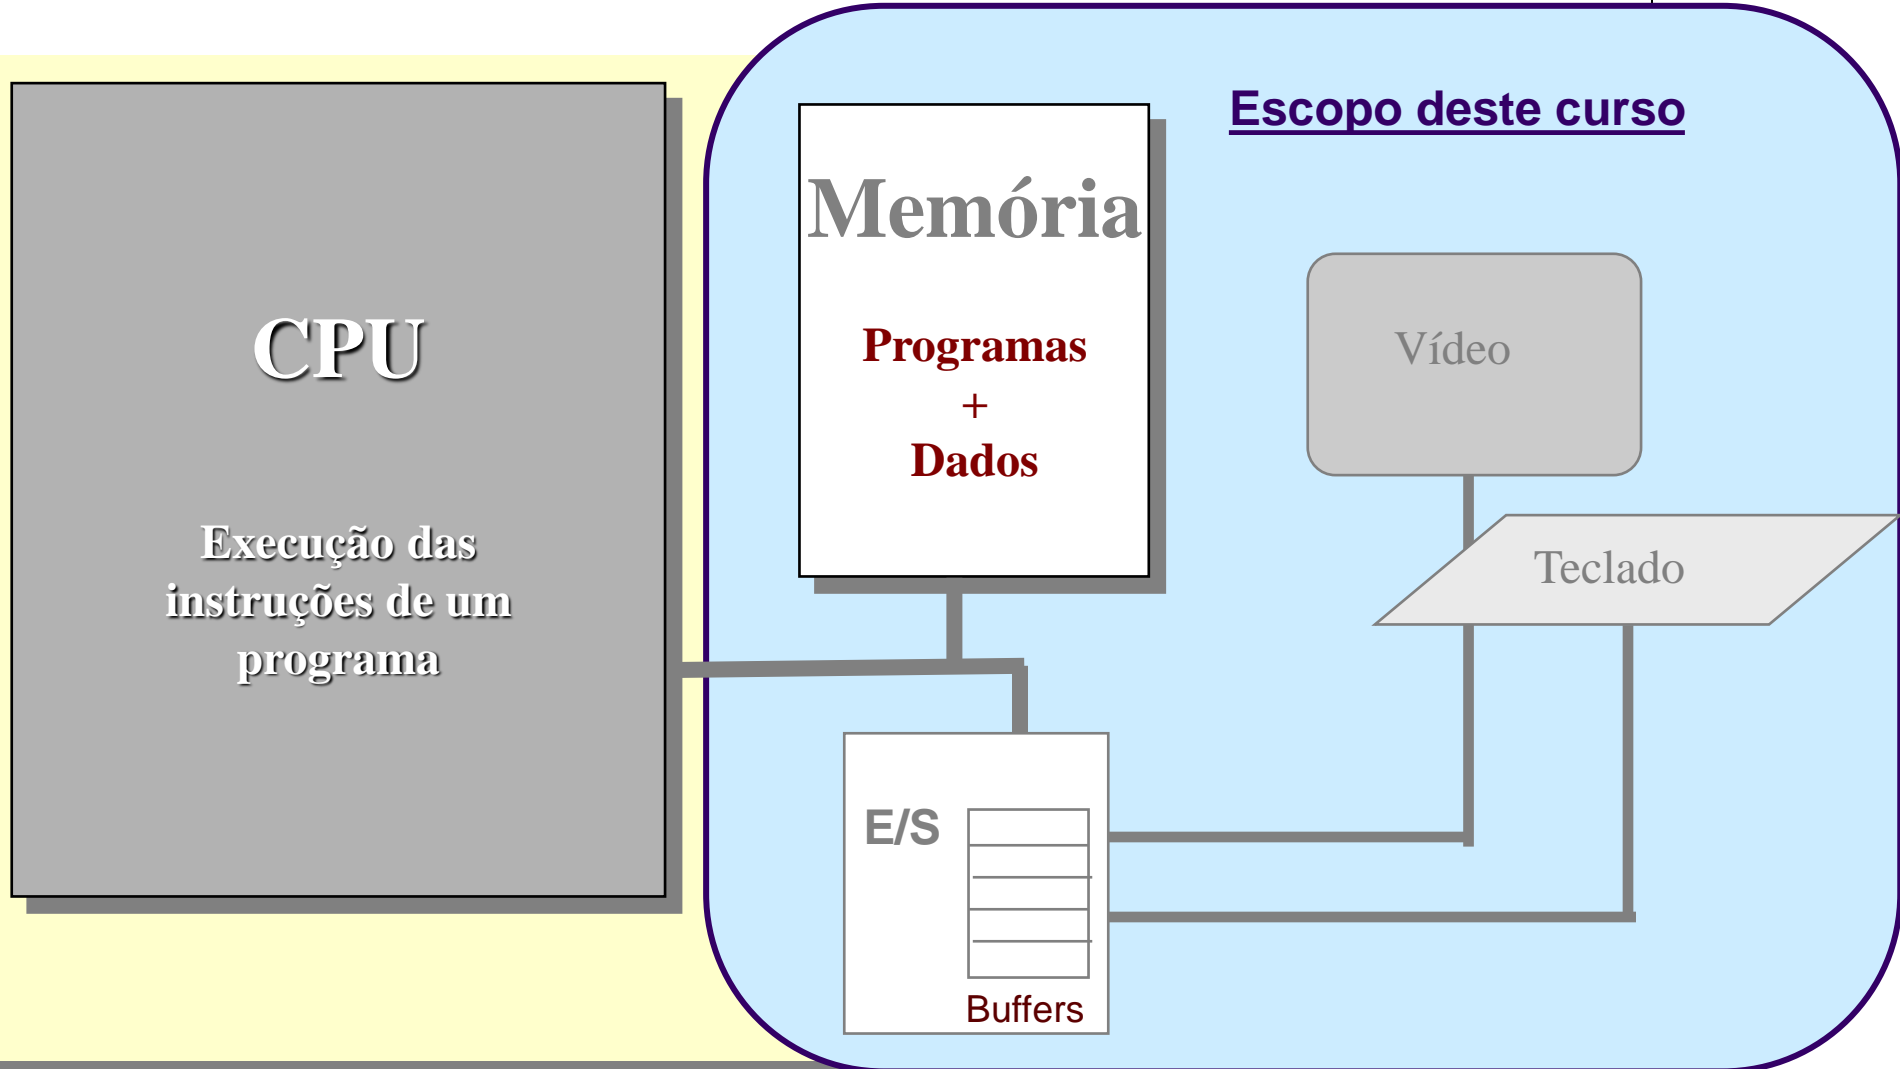 CPU
Execução das
instruções de um
programa
Escopo deste curso
Memória
Programas
+
Dados
Vídeo
Teclado
E/S
Buffers